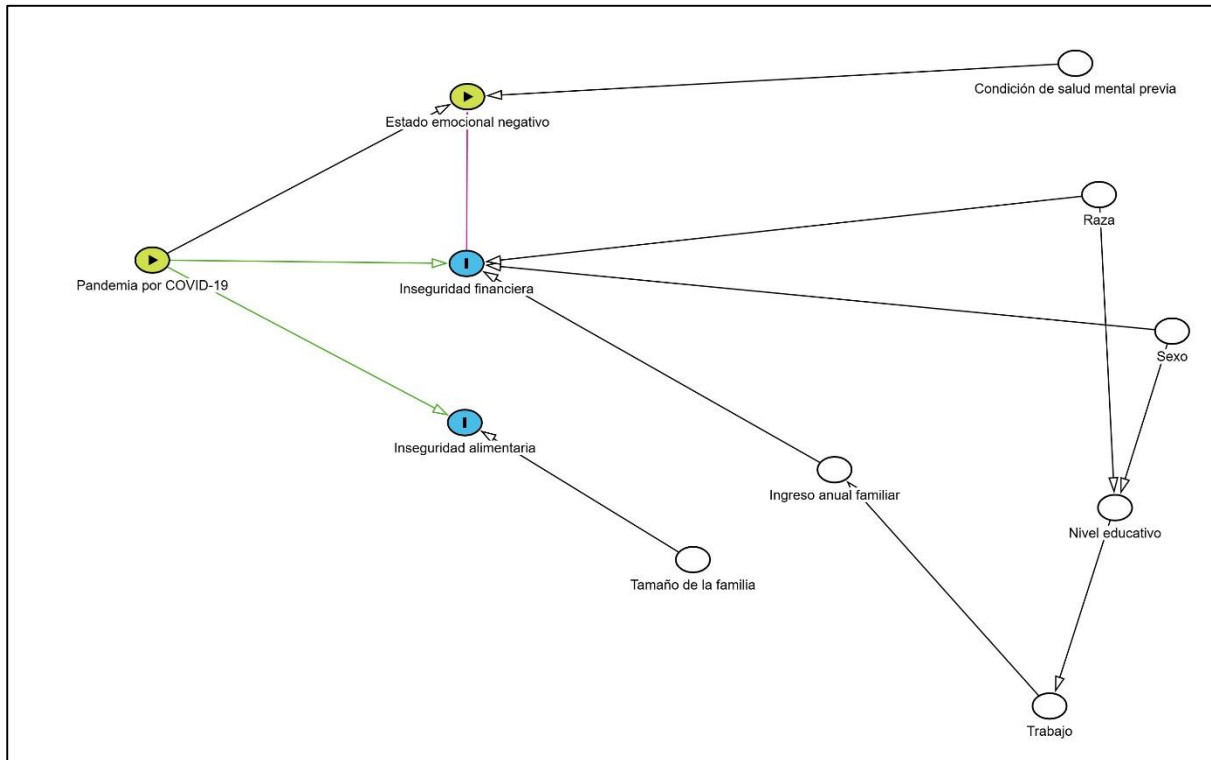 Condición de salud mental previa
Estado emocional negativo
Raza
Pandemia por COVID-19
Inseguridad financiera
Sexo
Inseguridad alimentaria
Ingreso anual familiar
Nivel educativo
Tamaño de la familia
Trabajo